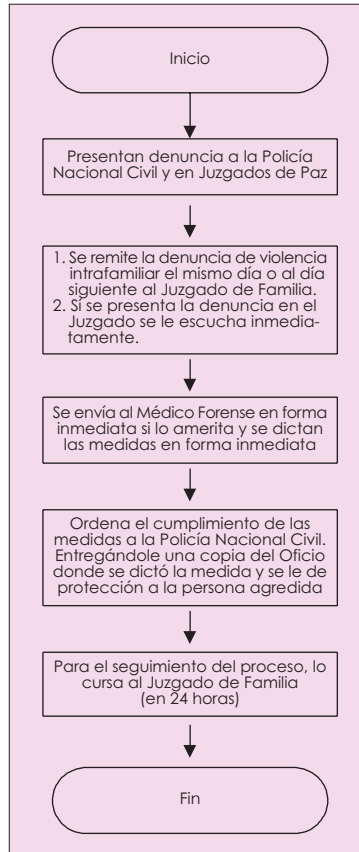 Inicio
Presentan denuncia a la Policía
Nacional Civil y en Juzgados de Paz
1. Se remite la denuncia de violencia
intrafamiliar el mismo día o al día
siguiente al Juzgado de Familia.
2. Sí se presenta la denuncia en el
Juzgado se le escucha inmedia-
tamente.
Se envía al Médico Forense en forma
inmediata si lo amerita y se dictan
las medidas en forma inmediata
Ordena el cumplimiento de las
medidas a la Policía Nacional Civil.
Entregándole una copia del Oficio
donde se dictó la medida y se le de
protección a la persona agredida
Para el seguimiento del proceso, lo
cursa al Juzgado de Familia
(en 24 horas)
Fin